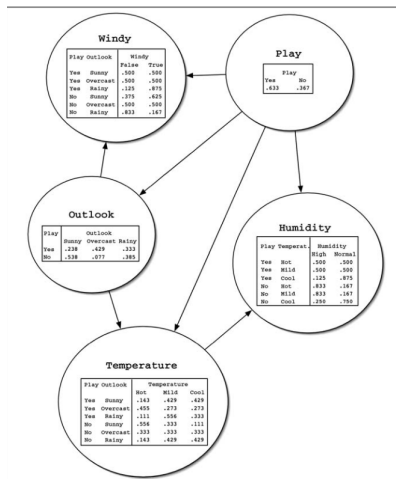 Windy
Play Outlook Windy
False True
Yes Sunny .500 .500
Yes Overcast .500 .500
Yes Rainy .125 .875
No Sunny .375 .625
No Overcast .500 .500
No Rainy .833 .167
Play
Play
Yes No
.633 .367
Outlook
Play Outlook
Sunny Overcast Rainy
Yes .238 .429 .333
No .538 .077 .385
Humidity
Play Temperat. Humidity
High Normal
Yes Hot .500 .500
Yes Mild .500 .500
Yes Cool .125 .875
No Hot .833 .167
No Mild .833 .167
No Cool .250 .750
Temperature
Play Outlook Temperature
Hot Mild Cool
Yes Sunny .143 .429 .429
Yes Overcast .455 .273 .273
Yes Rainy .111 .556 .333
No Sunny .556 .333 .111
No Overcast .333 .333 .333
No Rainy .143 .429 .429